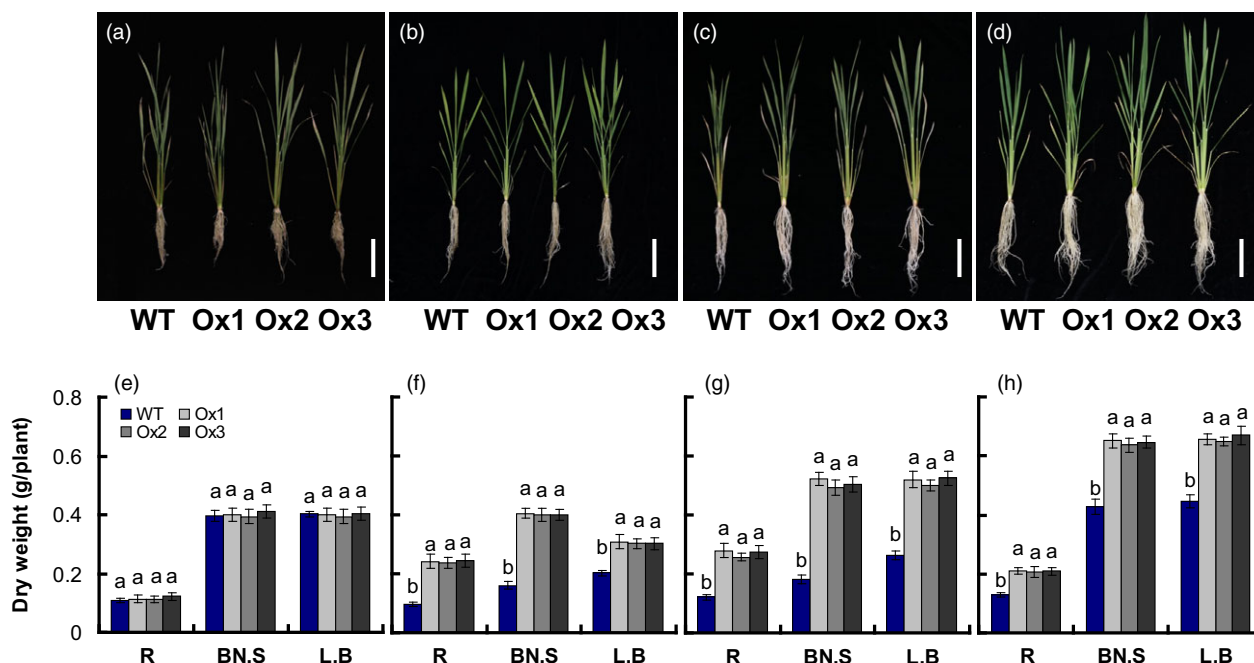 (a) (b) (c) (d)
WT Ox1 Ox2 Ox3 WT Ox1 Ox2 Ox3 WT Ox1 Ox2 Ox3 WT Ox1 Ox2 Ox3
(e) (f) (g) (h)
Dry weight (g/plant)
0.8
0.6
0.4
0.2
0
WT Ox1
Ox2 Ox3
a a a a a a a a a a a a
b a a a b a a a b a a a
b a a a b a a a b a a a
b a a a b a a a b a a a
R BN.S L.B R BN.S L.B R BN.S L.B R BN.S L.B